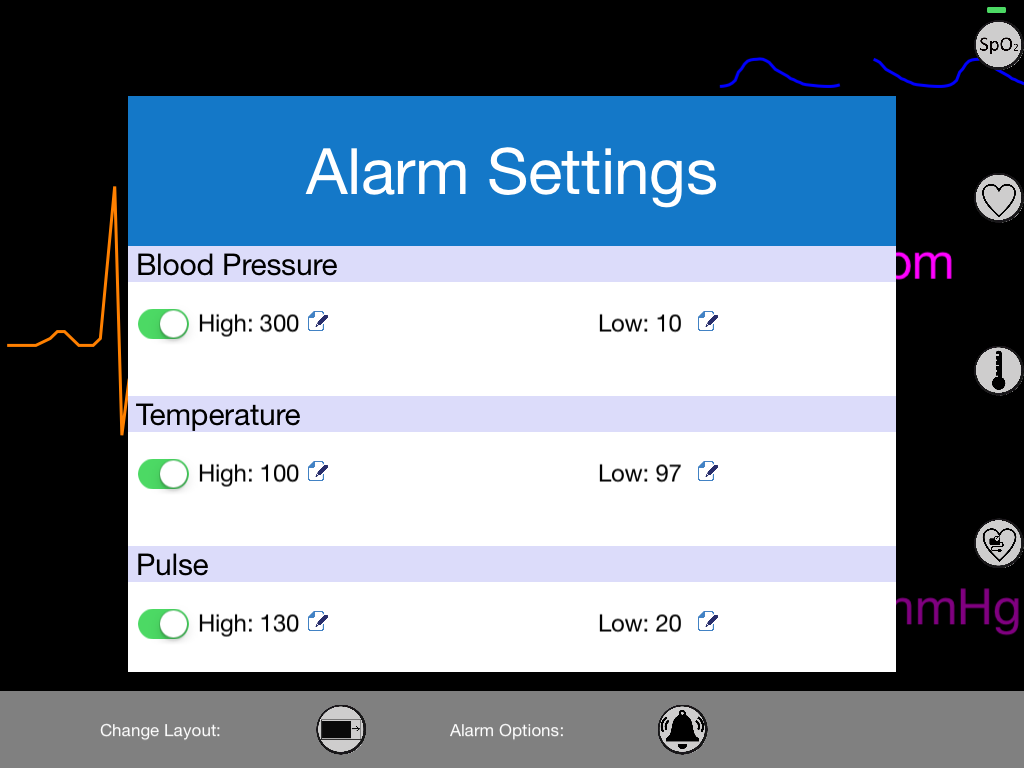 SpO₂
Alarm Settings
Blood Pressure
High: 300 Low: 10
mmHg
Temperature
High: 100 Low: 97
Pulse
High: 130 Low: 20
Change Layout: Alarm Options: